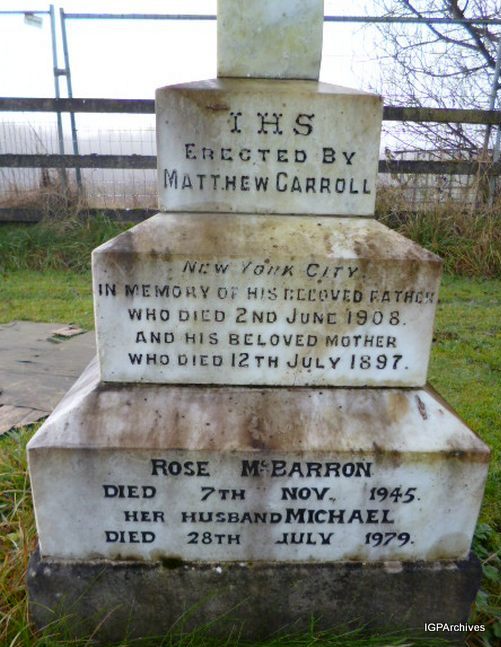 IHS
ERECTED BY
MATTHEW CARROLL
NEW YORK CITY
IN MEMORY OF HIS BELOVED FATHER
WHO DIED 2ND JUNE 1908.
AND HIS BELOVED MOTHER
WHO DIED 12TH JULY 1897.
ROSE McBARRON
DIED 7TH NOV. 1945.
HER HUSBAND MICHAEL
DIED 28TH JULY 1979.
IGPArchives